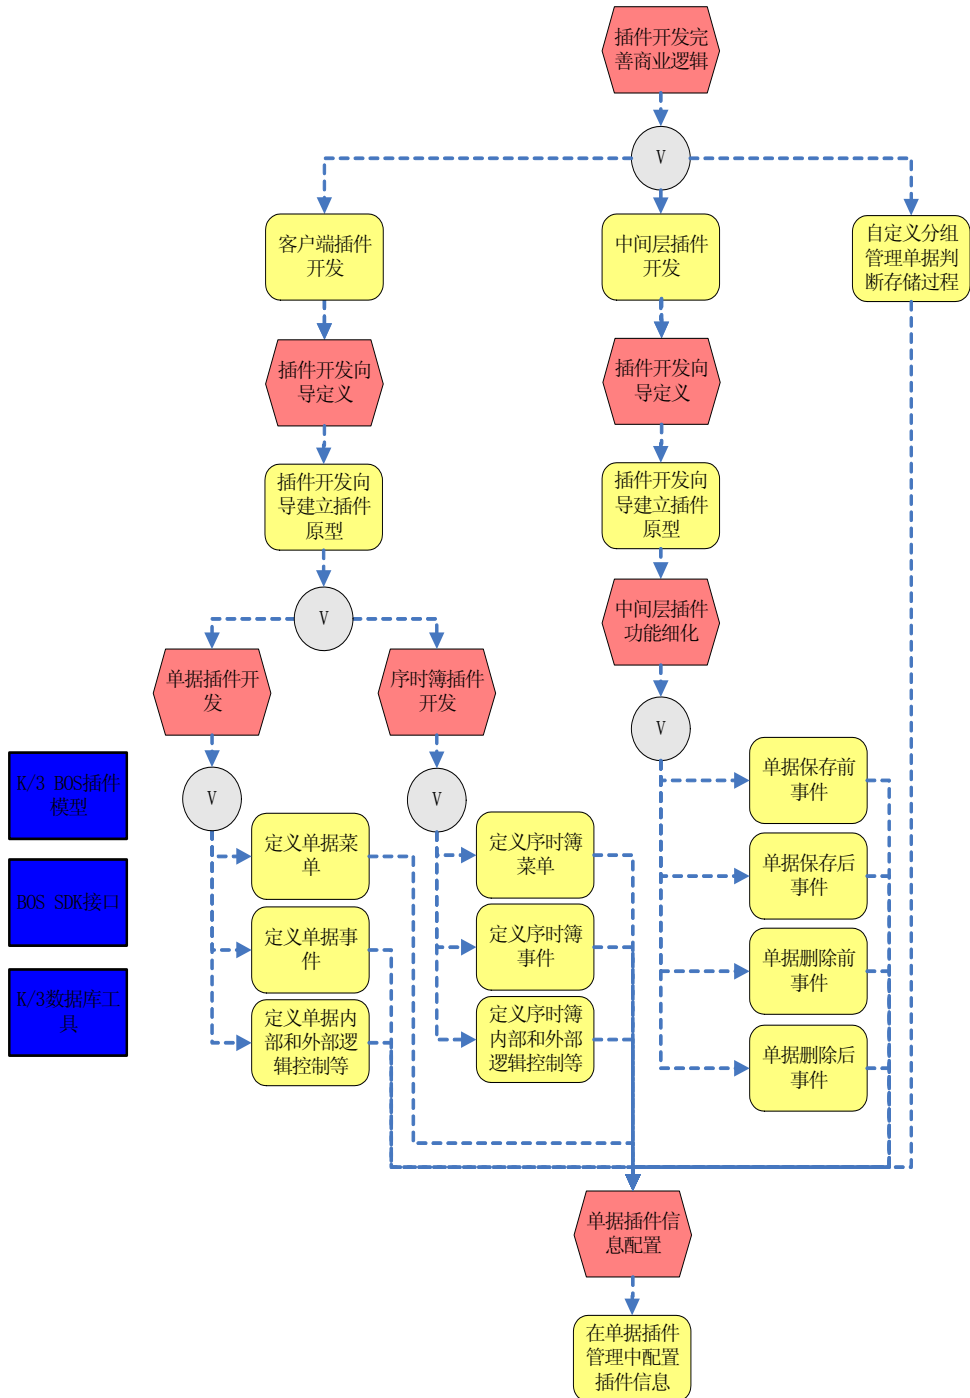 插件开发完
善商业逻辑
V
客户端插件
开发
中间层插件
开发
自定义分组
管理单据判
断存储过程
插件开发向
导定义
插件开发向
导定义
插件开发向
导建立插件
原型
插件开发向
导建立插件
原型
V
中间层插件
功能细化
单据插件开
发
序时簿插件
开发
V
K/3 BOS插件
模型
V
V
单据保存前
事件
定义单据菜
单
定义序时簿
菜单
单据保存后
事件
BOS SDK接口
定义单据事
件
定义序时簿
事件
单据删除前
事件
K/3数据库工
具
定义单据内
部和外部逻
辑控制等
定义序时簿
内部和外部
逻辑控制等
单据删除后
事件
单据插件信
息配置
在单据插件
管理中配置
插件信息